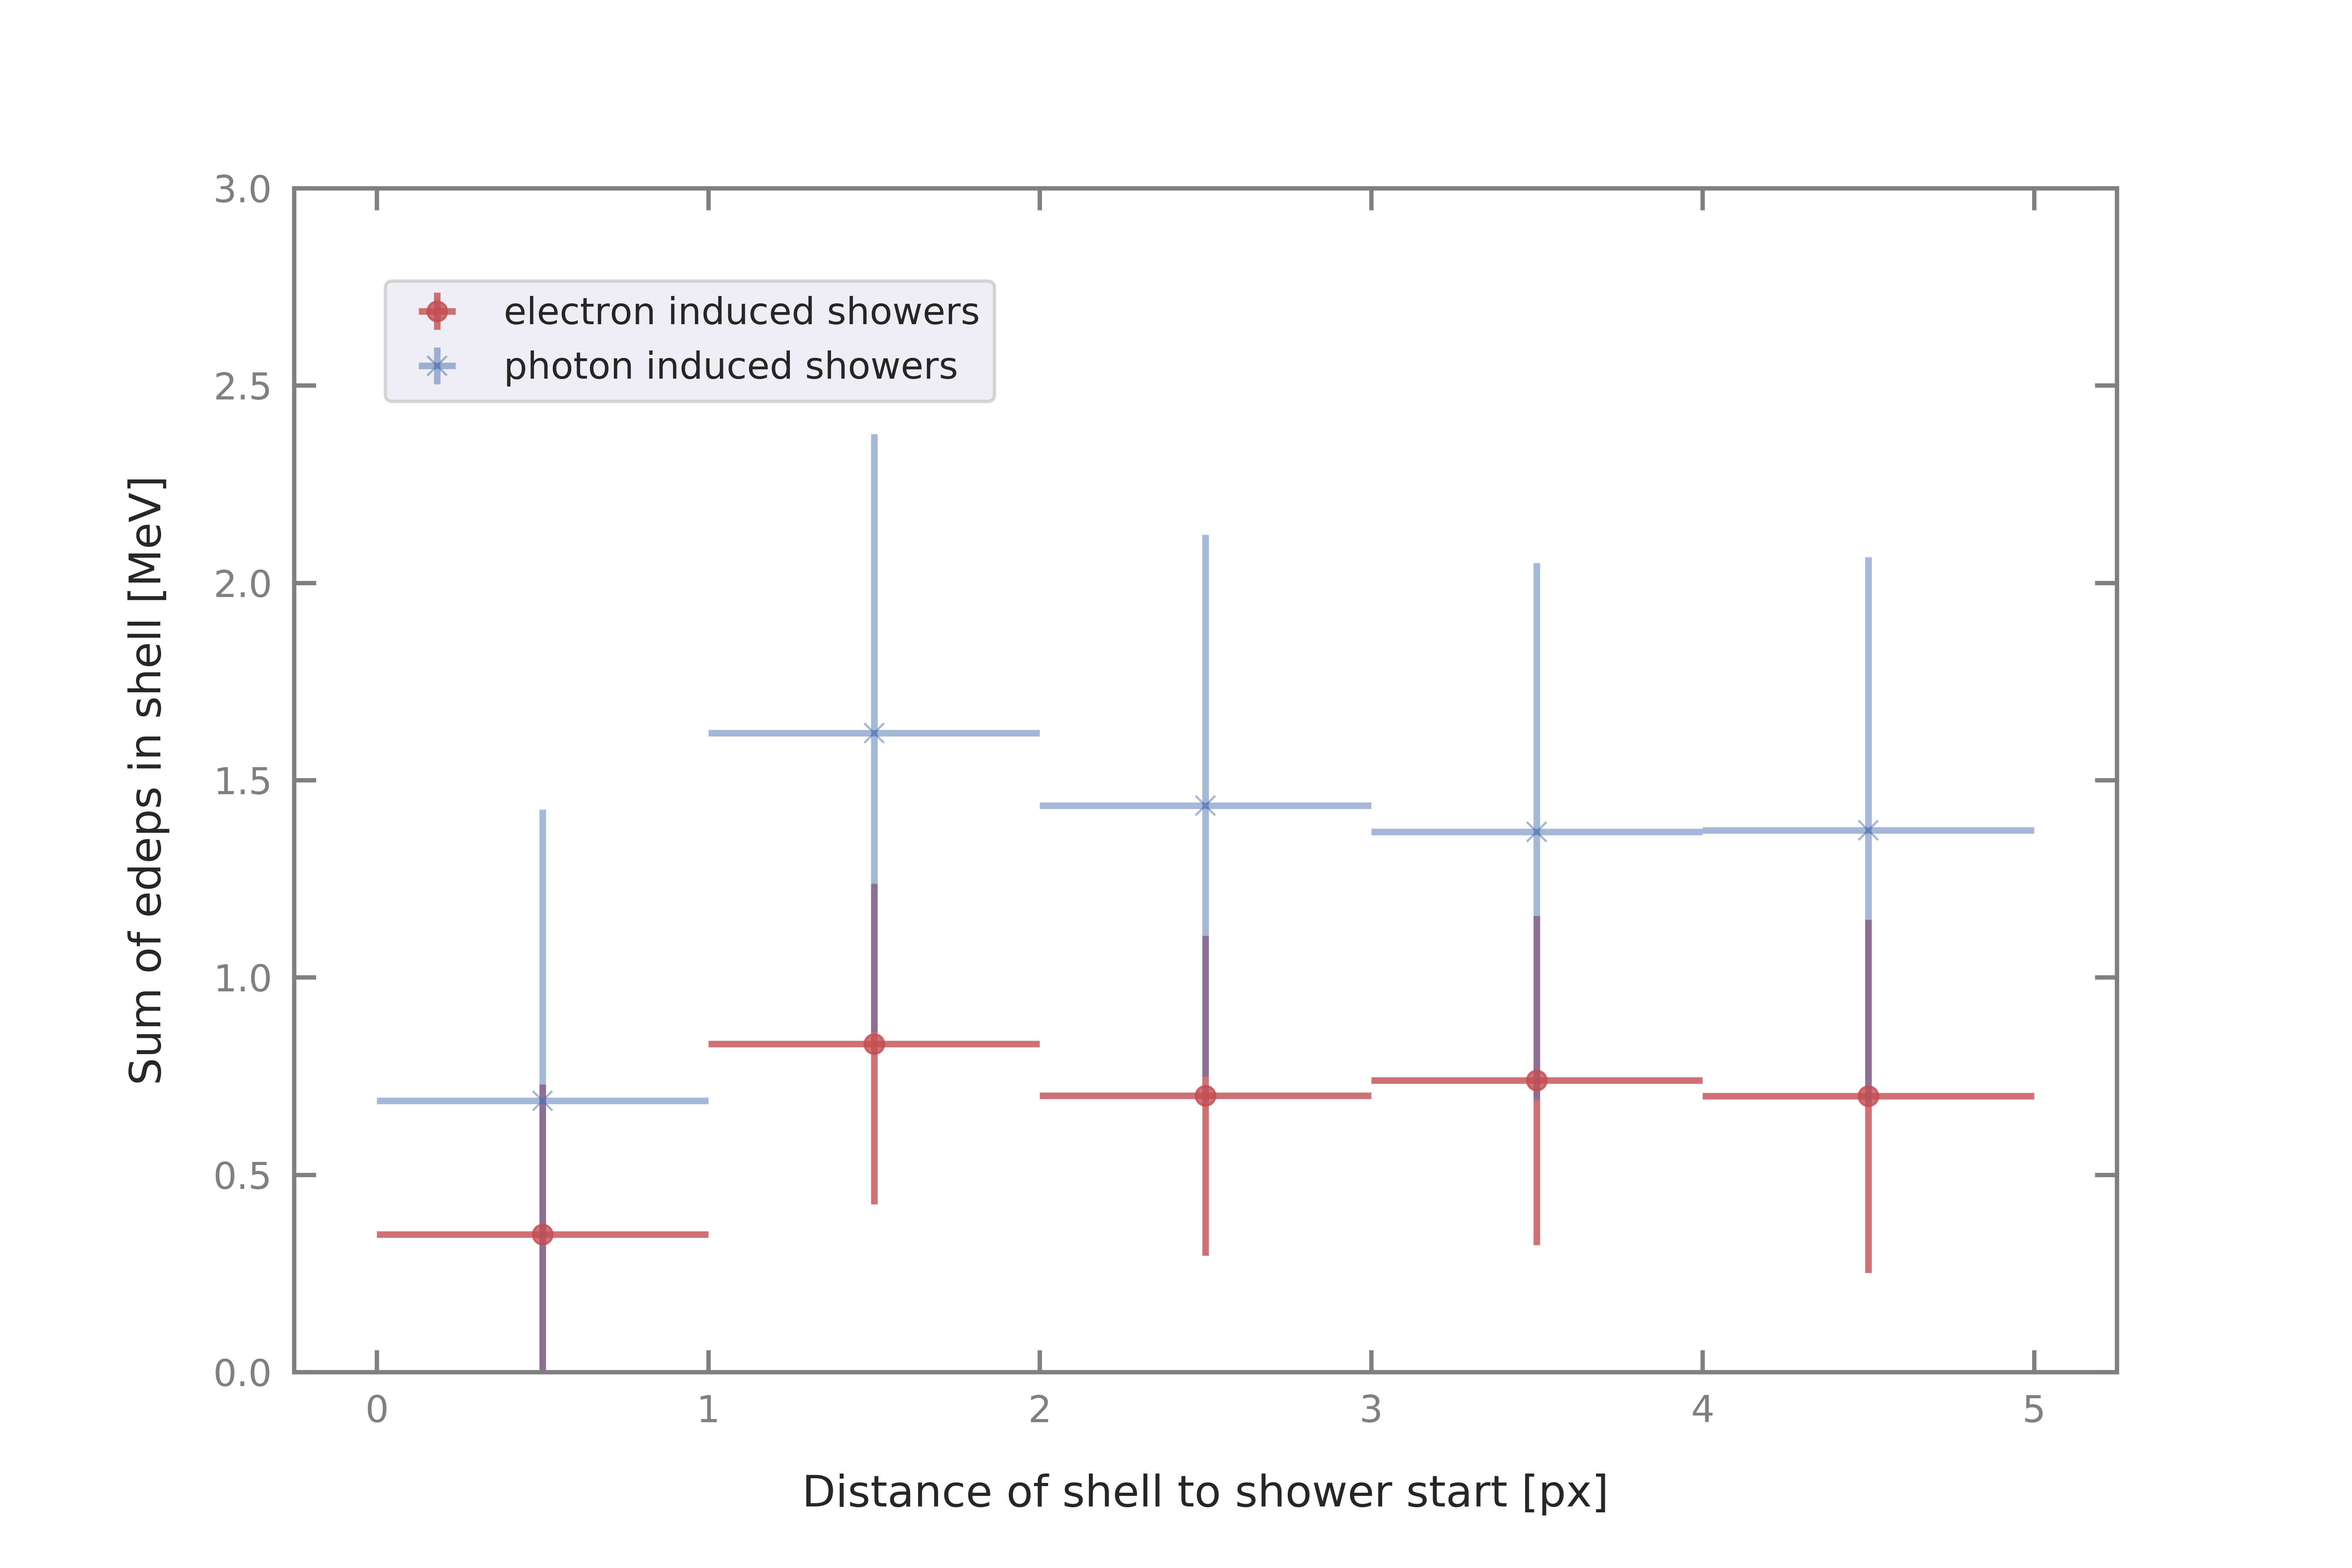 3.0
electron induced showers
photon induced showers
2.5
2.0
1.5
1.0
0.5
0.0
Sum of edeps in shell [MeV]
0 1 2 3 4 5
Distance of shell to shower start [px]